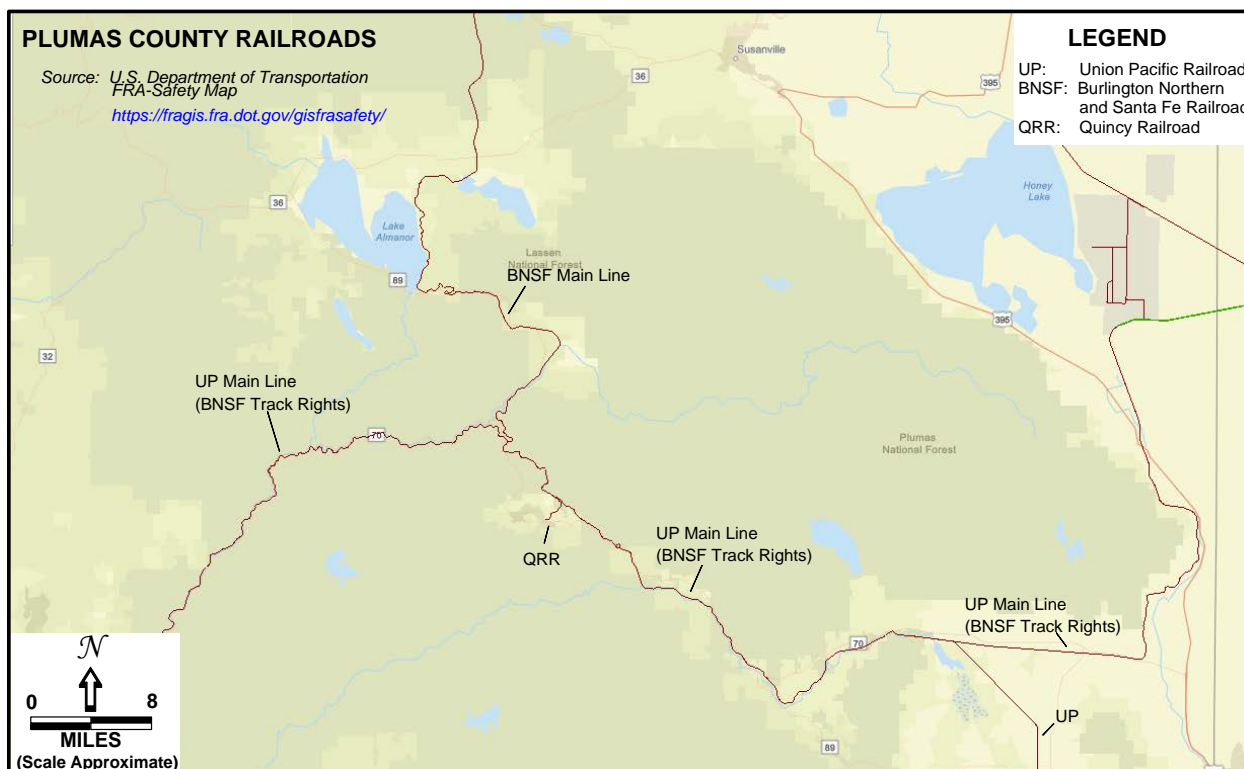 PLUMAS COUNTY RAILROADS
Source: U.S. Department of Transportation
FRA-Safety Map
https://fragis.fra.dot.gov/gisfrasafety/
LEGEND
UP: Union Pacific Railroad
BNSF: Burlington Northern
and Santa Fe Railroad
QRR: Quincy Railroad
Susanville
36
395
36
Honey
Lake
Lake
Almanor
Lassen
National Forest
89
BNSF Main Line
395
32
UP Main Line
(BNSF Track Rights)
70
Plumas
National Forest
QRR
UP Main Line
(BNSF Track Rights)
UP Main Line
(BNSF Track Rights)
70
UP
89
N
0 8
MILES
(Scale Approximate)